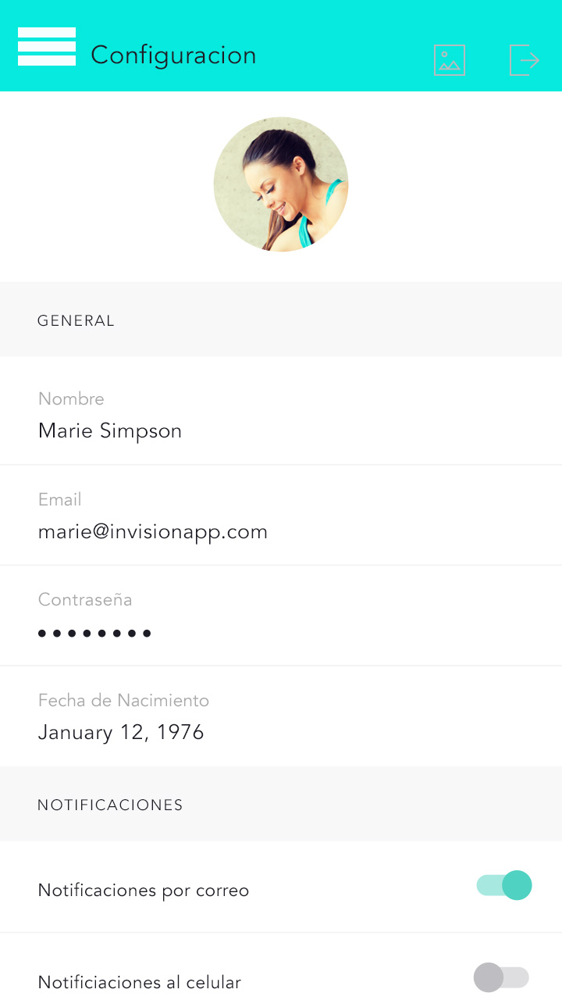 Configuracion
GENERAL
Nombre
Marie Simpson
Email
marie@invisionapp.com
Contraseña
••••••••
Fecha de Nacimiento
January 12, 1976
NOTIFICACIONES
Notificaciones por correo
Notificiaciones al celular